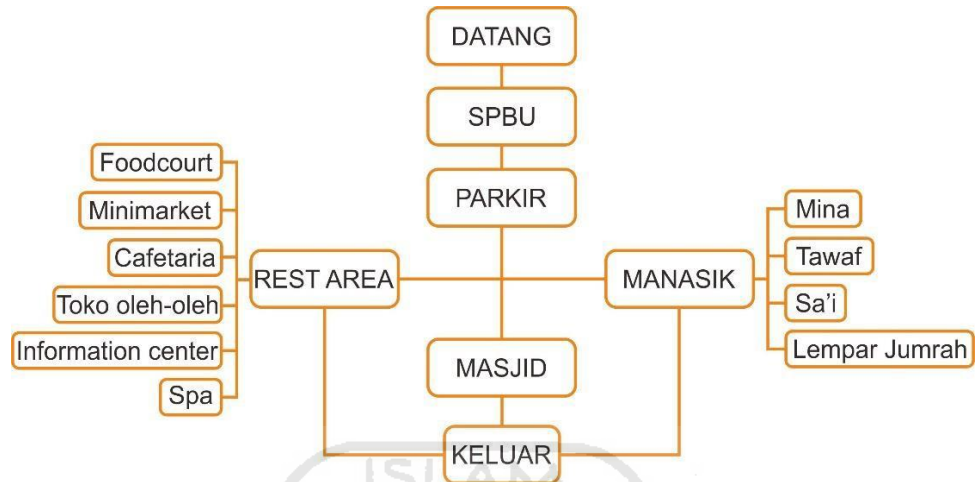 DATANG
SPBU
PARKIR
Foodcourt
Minimarket
Cafetaria
Toko oleh-oleh
Information center
Spa
REST AREA
MANASIK
Mina
Tawaf
Sa'i
Lempar Jumrah
MASJID
KELUAR
ISLAM